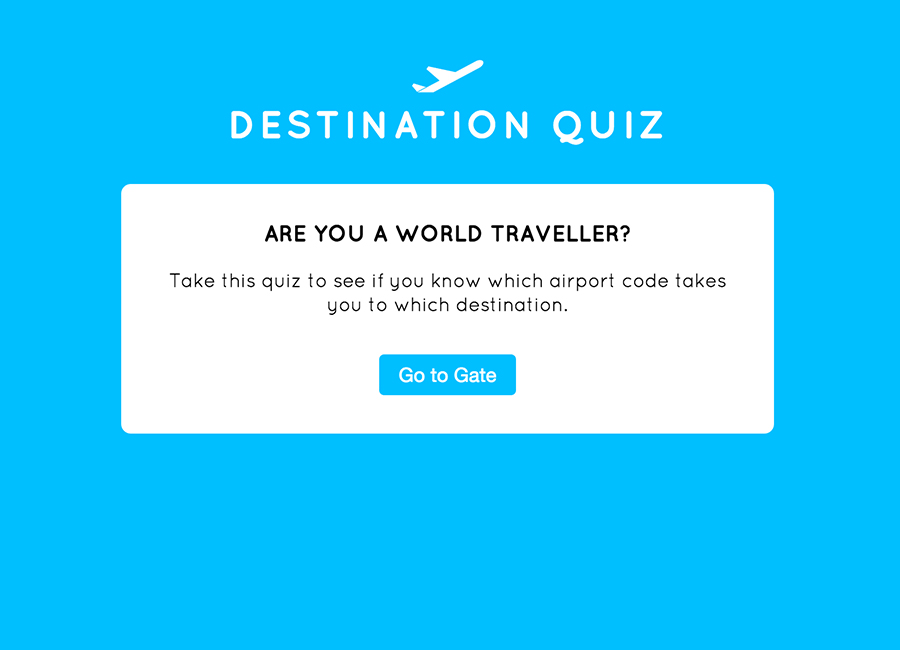 DESTINATION QUIZ
ARE YOU A WORLD TRAVELLER?
Take this quiz to see if you know which airport code takes
you to which destination.
Go to Gate